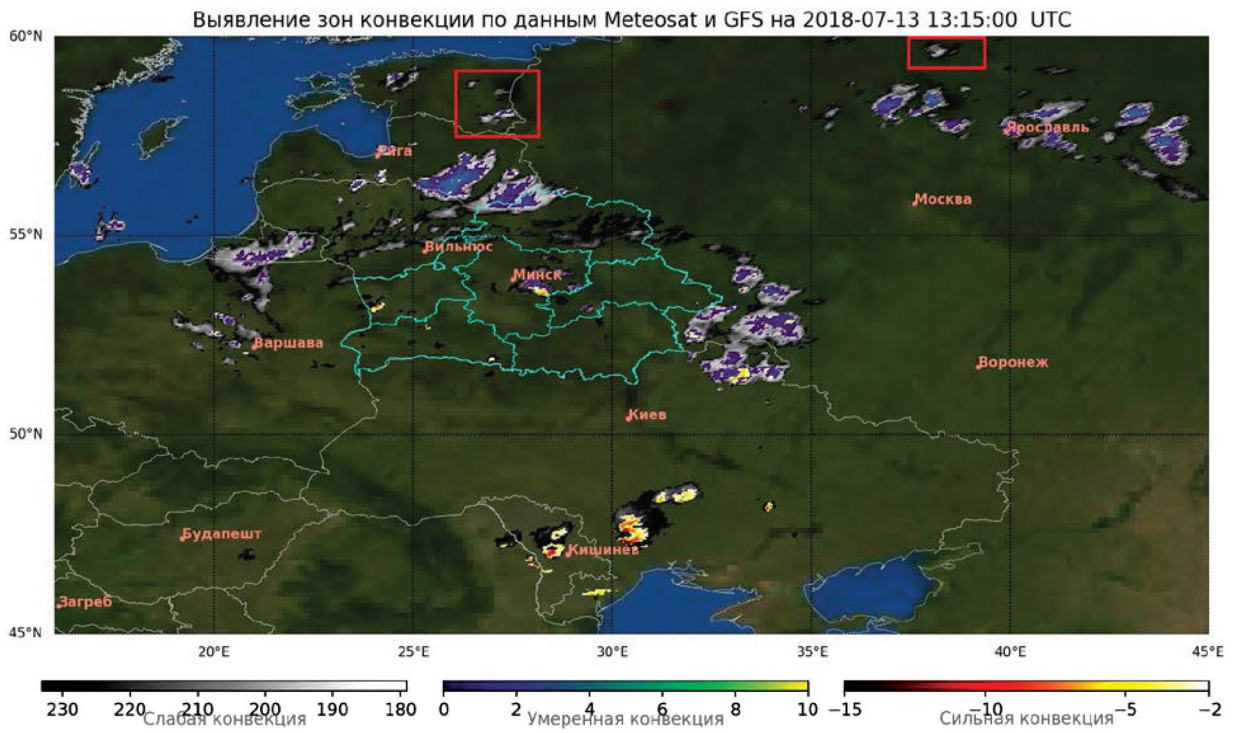 Выявление зон конвекции по данным Meteosat и GFS на 2018-07-13 13:15:00 UTC
60°N
Ярославль
Рига
Москва
55°N
Вильнюс
Минск
Варшава
Воронеж
Киев
50°N
Будапешт
Кишинев
Загреб
45°N
20°E 25°E 30°E 35°E 40°E 45°E
230 220 210 200 190 180 0 2 4 6 8 10 −15 −10 −5 −2
Слабая конвекция Умеренная конвекция Сильная конвекция